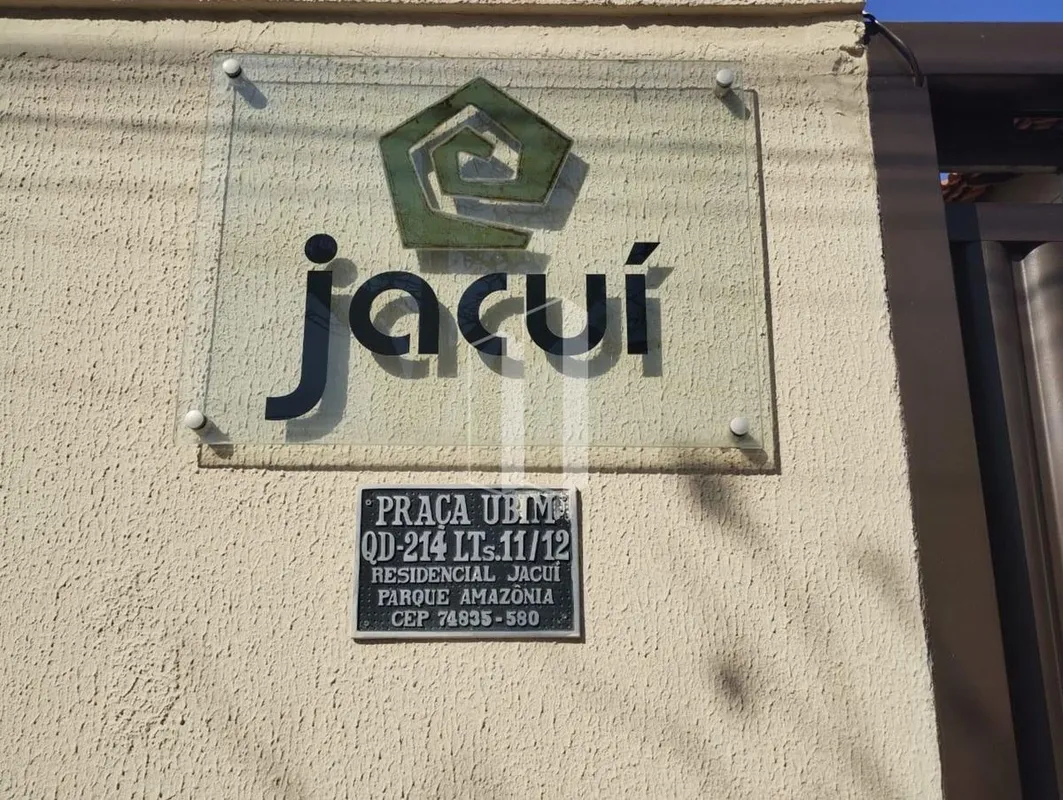 jacuí
PRAÇA UBIM
QD-214 LTs.11/12
RESIDENCIAL JACUÍ
PARQUE AMAZÔNIA
CEP 74835-580